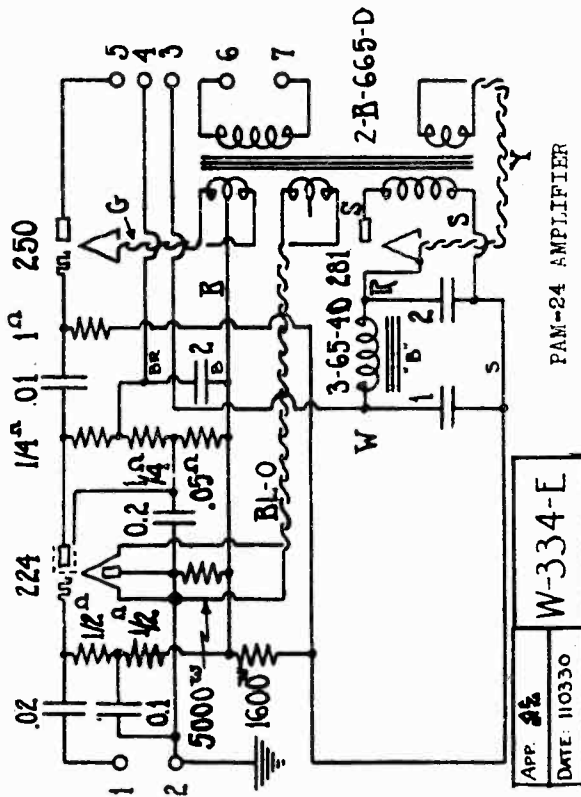 .02
224
1/4Ω
.01
1Ω
250
1
2
0.1
1/2Ω
1/2Ω
5000ω
1600
0.2
1/4Ω
.05Ω
BR
2
B
G
R
BL-O
5
4
3
6
7
2-B-665-D
3-65-40
281
S
"B"
R
W
1
2
S
S
Y
PAM-24 AMPLIFIER
APP.
DATE: 110330
W-334-E